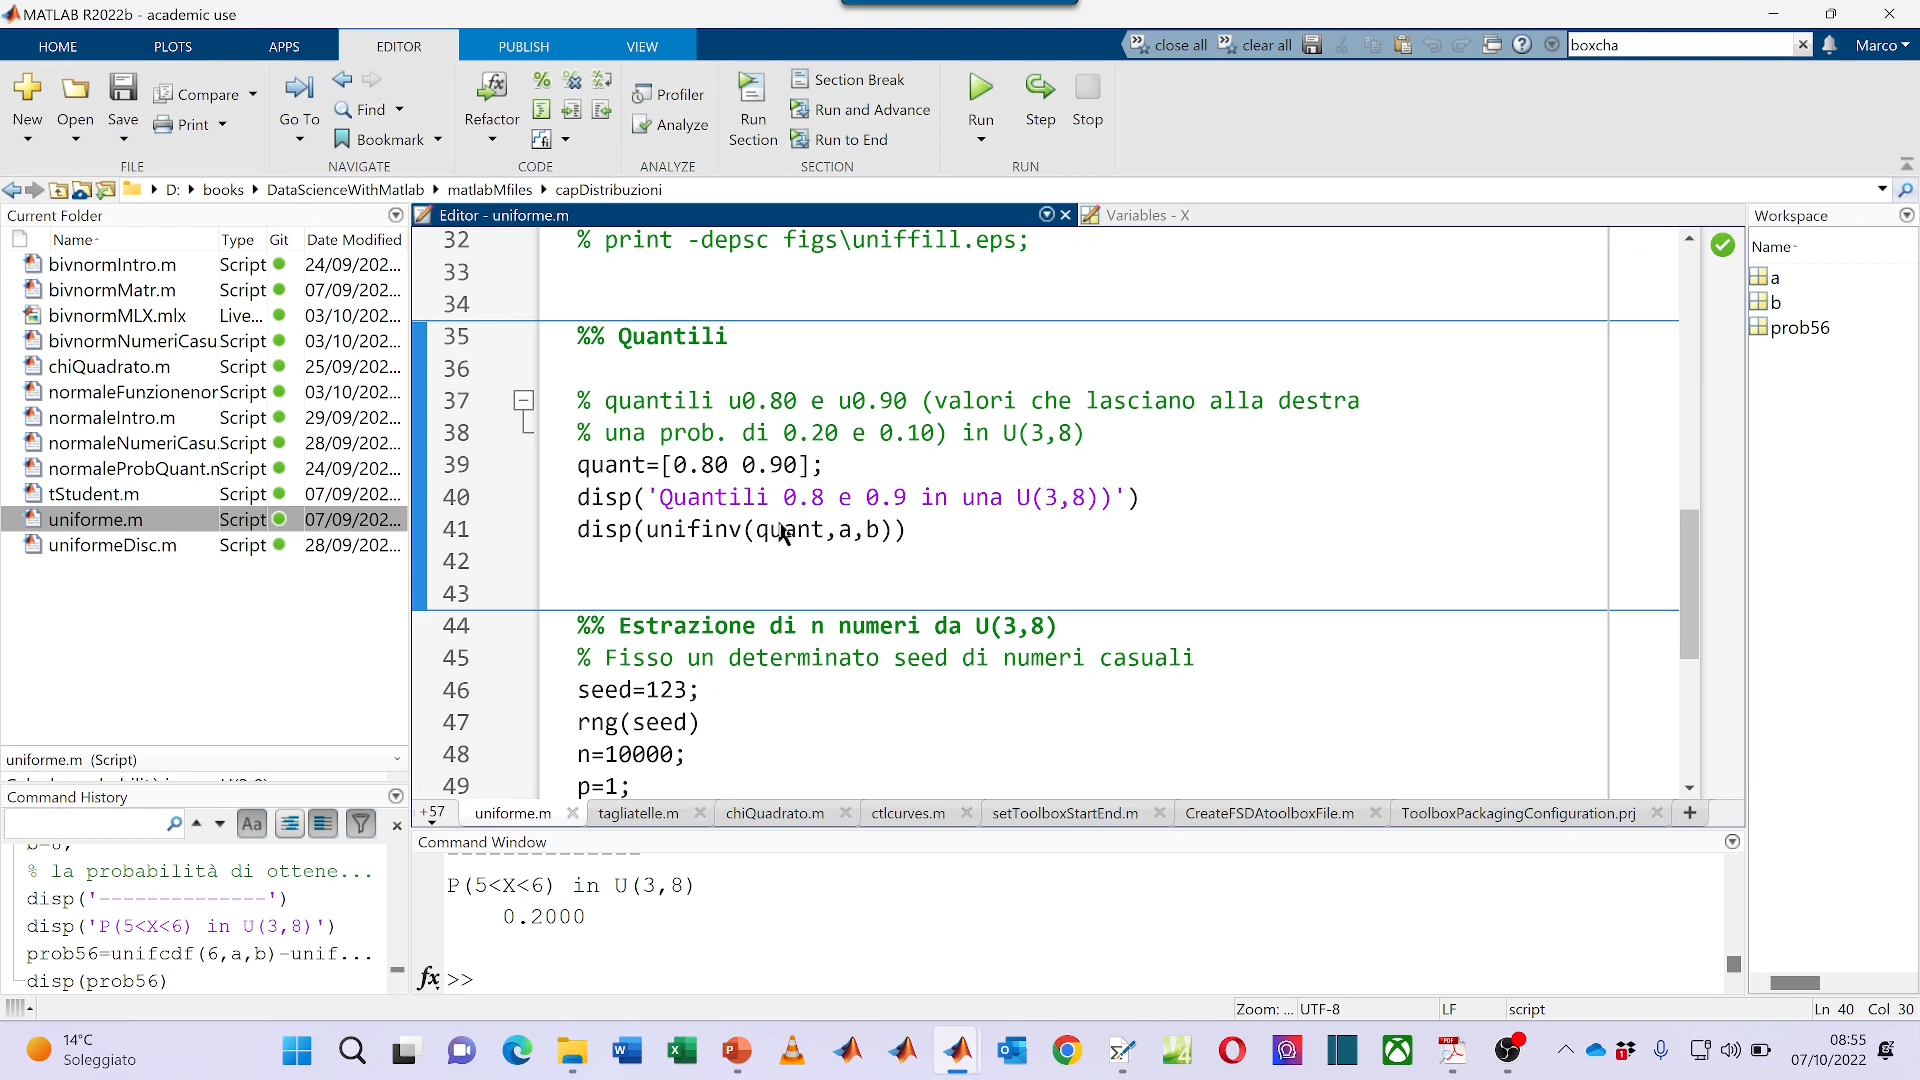 MATLAB R2022b - academic use
HOME
PLOTS
APPS
EDITOR
PUBLISH
VIEW
close all
clear all
boxcha
Marco
New
Open
Save
Compare
Print
FILE
Go To
Find
Bookmark
NAVIGATE
Refactor
CODE
Profiler
Analyze
ANALYZE
Run Section
Section Break
Run and Advance
Run to End
SECTION
Run
Step
Stop
RUN
D: books DataScienceWithMatlab matlabMfiles capDistribuzioni
Current Folder
Name Type Git Date Modified
bivnormIntro.m Script 24/09/202...
bivnormMatr.m Script 07/09/202...
bivnormMLX.mlx Live... 03/10/202...
bivnormNumeriCasu Script 03/10/202...
chiQuadrato.m Script 25/09/202...
normaleFunzionenor Script 03/10/202...
normaleIntro.m Script 29/09/202...
normaleNumeriCasu. Script 28/09/202...
normaleProbQuant.n Script 24/09/202...
tStudent.m Script 07/09/202...
uniforme.m Script 07/09/202...
uniformeDisc.m Script 28/09/202...
uniforme.m (Script)
Command History
Aa
% la probabilità di ottene...
disp('--------------')
disp('P(5<X<6) in U(3,8)')
prob56=unifcdf(6,a,b)-unif...
disp(prob56)
Editor - uniforme.m
Variables - X
32 % print -depsc figs\uniffill.eps;
33
34
35 %% Quantili
36
37 % quantili u0.80 e u0.90 (valori che lasciano alla destra
38 % una prob. di 0.20 e 0.10) in U(3,8)
39 quant=[0.80 0.90];
40 disp('Quantili 0.8 e 0.9 in una U(3,8))')
41 disp(unifinv(quant,a,b))
42
43
44 %% Estrazione di n numeri da U(3,8)
45 % Fisso un determinato seed di numeri casuali
46 seed=123;
47 rng(seed)
48 n=10000;
49 p=1;
+57 uniforme.m tagliatelle.m chiQuadrato.m ctlcurves.m setToolboxStartEnd.m CreateFSDAtoolboxFile.m ToolboxPackagingConfiguration.prj
Command Window
P(5<X<6) in U(3,8)
0.2000
fx >>
Workspace
Name
a
b
prob56
Zoom: ... UTF-8 LF script Ln 40 Col 30
14°C
Soleggiato
08:55
07/10/2022